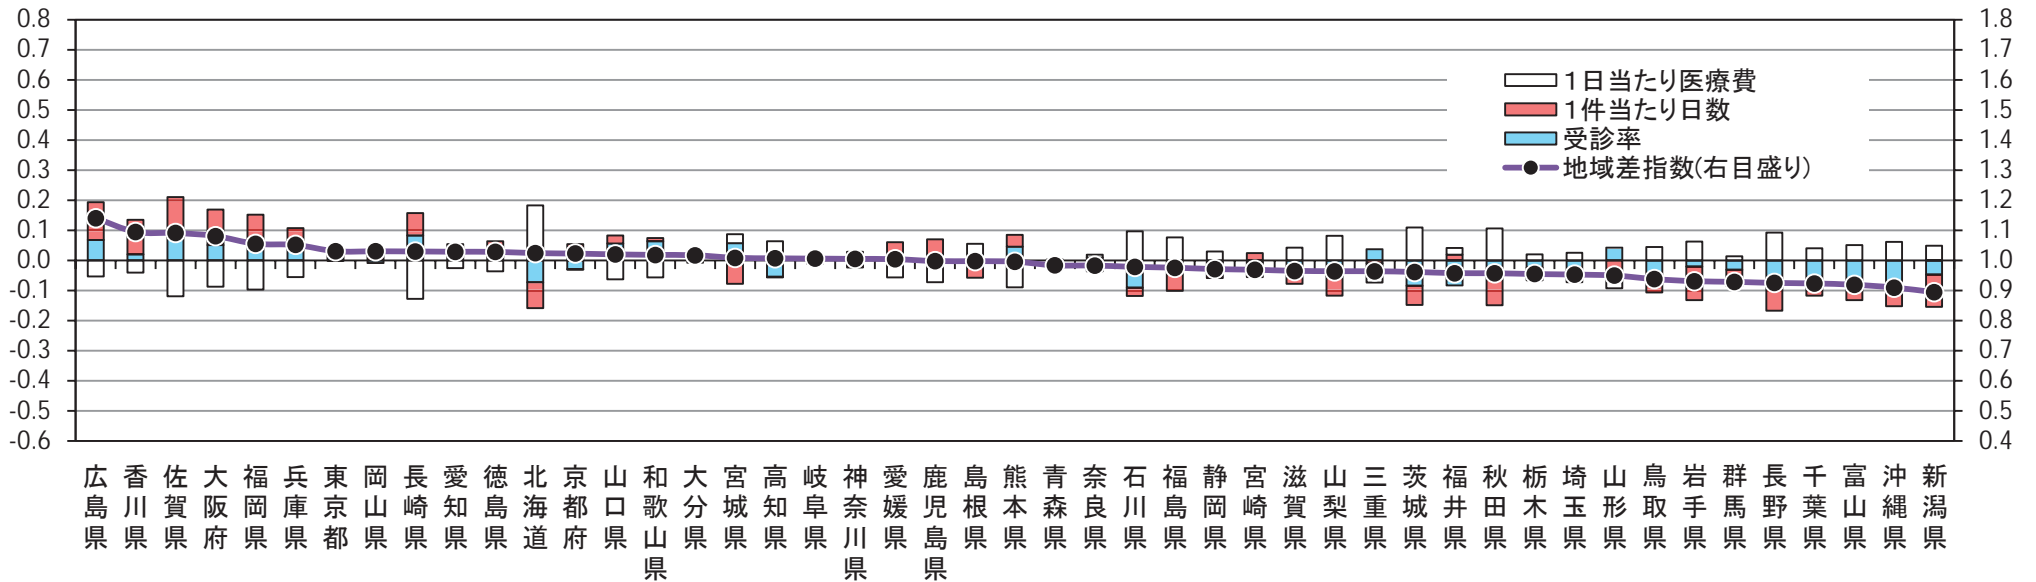 0.8
0.7
0.6
0.5
0.4
0.3
0.2
0.1
0.0
-0.1
-0.2
-0.3
-0.4
-0.5
-0.6
1.8
1.7
1.6
1.5
1.4
1.3
1.2
1.1
1.0
0.9
0.8
0.7
0.6
0.5
0.4
1日当たり医療費
1件当たり日数
受診率
地域差指数(右目盛り)
広島県
香川県
佐賀県
大阪府
福岡県
兵庫県
東京都
岡山県
長崎県
愛知県
徳島県
北海道
京都府
山口県
和歌山県
大分県
宮城県
高知県
岐阜県
神奈川県
愛媛県
鹿児島県
島根県
熊本県
青森県
奈良県
石川県
福島県
静岡県
宮崎県
滋賀県
山梨県
三重県
茨城県
福井県
秋田県
栃木県
埼玉県
山形県
鳥取県
岩手県
群馬県
長野県
千葉県
富山県
沖縄県
新潟県